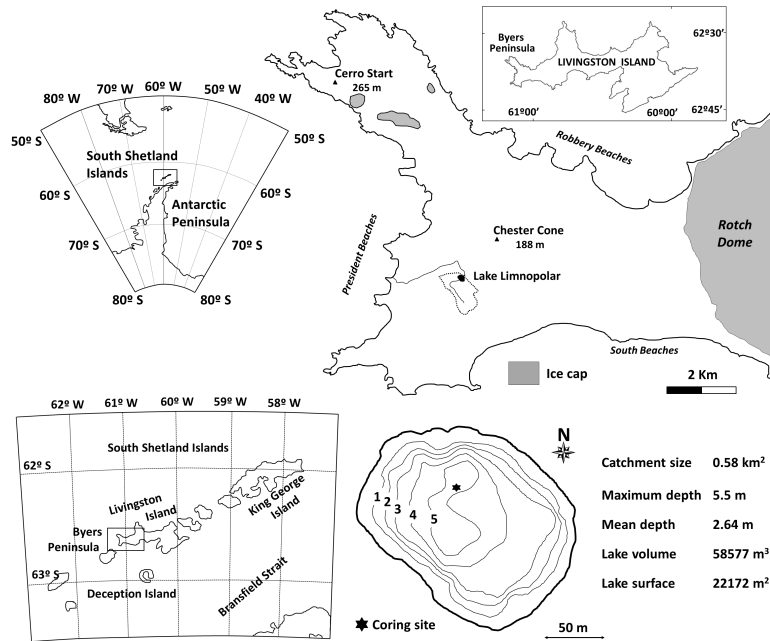 80º W
70º W
60º W
50º W
40º W
50º S
50º S
South Shetland
Islands
60º S
60º S
Antarctic
Peninsula
70º S
70º S
80º S
80º S
Cerro Start
265 m
Byers
Peninsula
LIVINGSTON ISLAND
62º30'
61º00'
60º00'
62º45'
Robbery Beaches
President Beaches
Chester Cone
188 m
Lake Limnopolar
Rotch
Dome
South Beaches
Ice cap
2 Km
62º W
61º W
60º W
59º W
58º W
62º S
South Shetland Islands
Livingston
Island
King George
Island
Byers
Peninsula
63º S
Deception Island
Bransfield Strait
1
2
3
4
5
N
Coring site
50 m
Catchment size 0.58 km²
Maximum depth 5.5 m
Mean depth 2.64 m
Lake volume 58577 m³
Lake surface 22172 m²